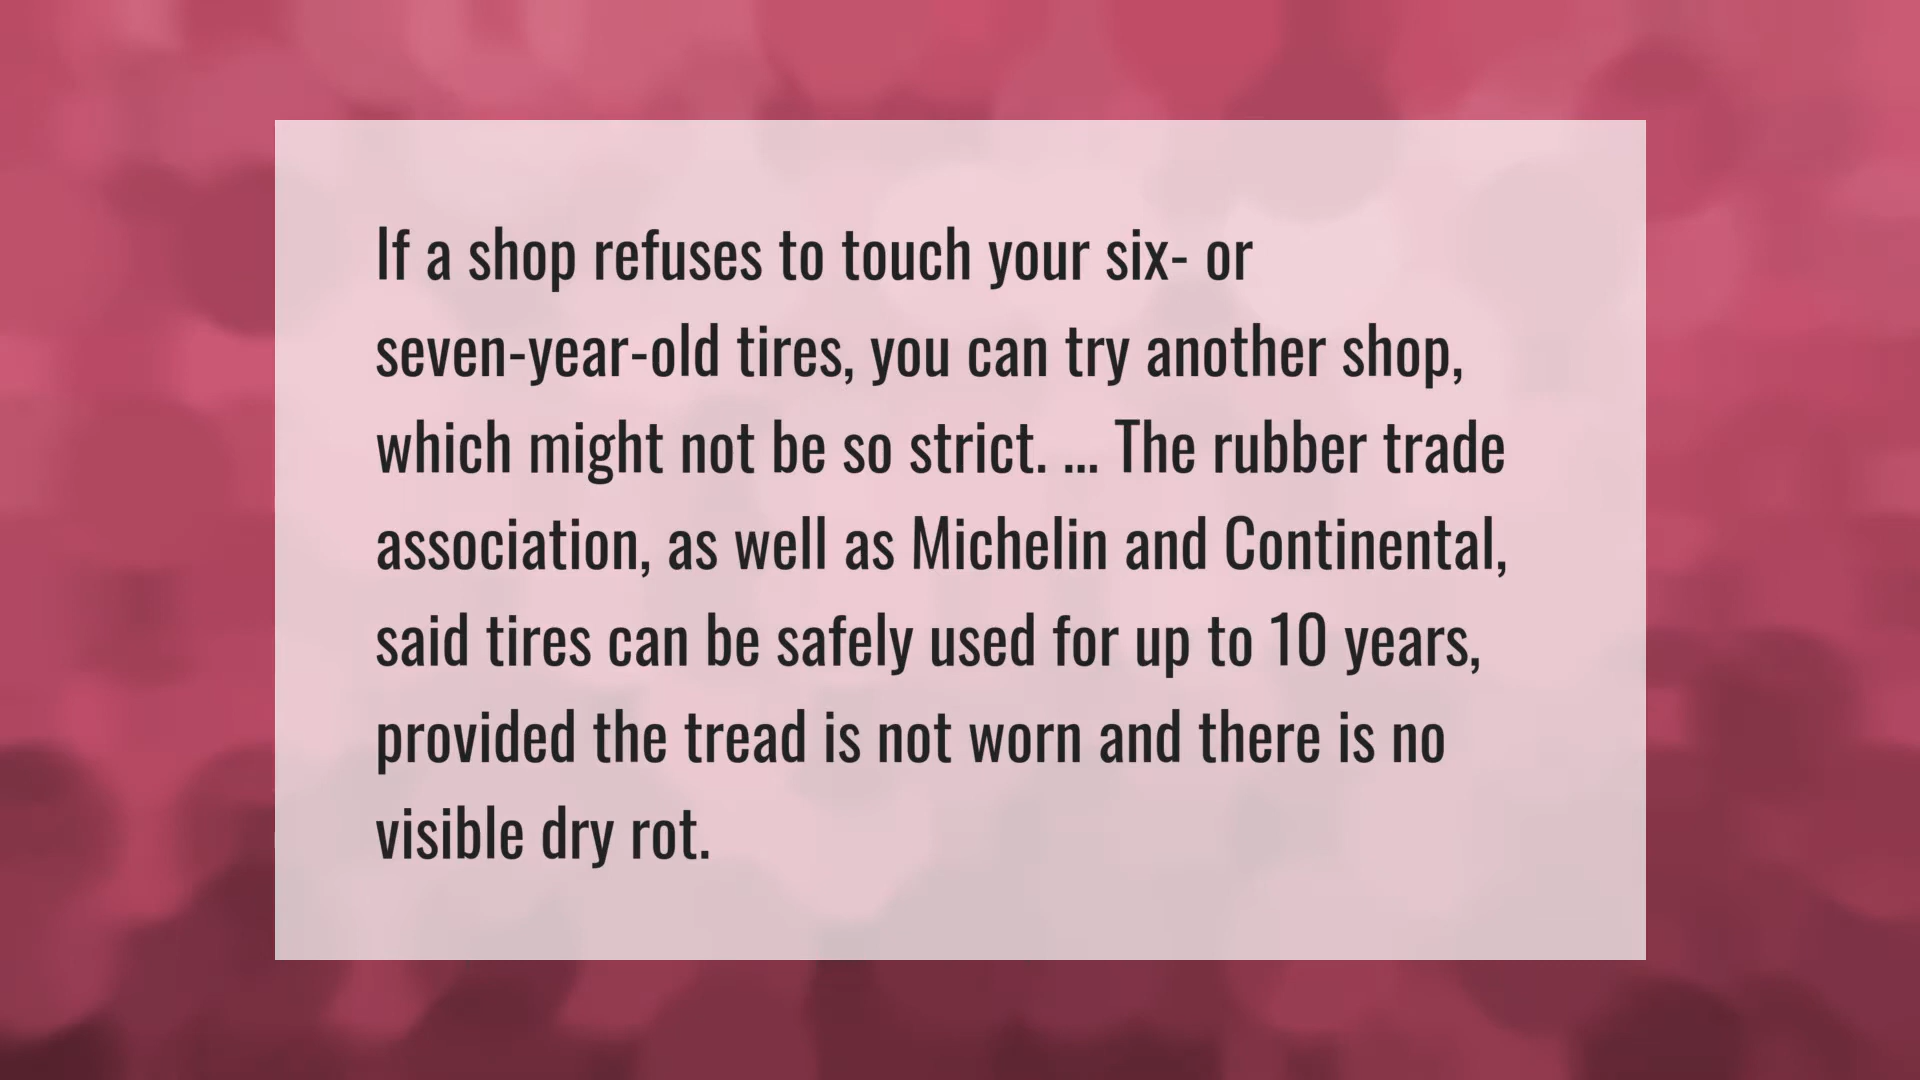 If a shop refuses to touch your six- or
seven-year-old tires, you can try another shop,
which might not be so strict. ... The rubber trade
association, as well as Michelin and Continental,
said tires can be safely used for up to 10 years,
provided the tread is not worn and there is no
visible dry rot.